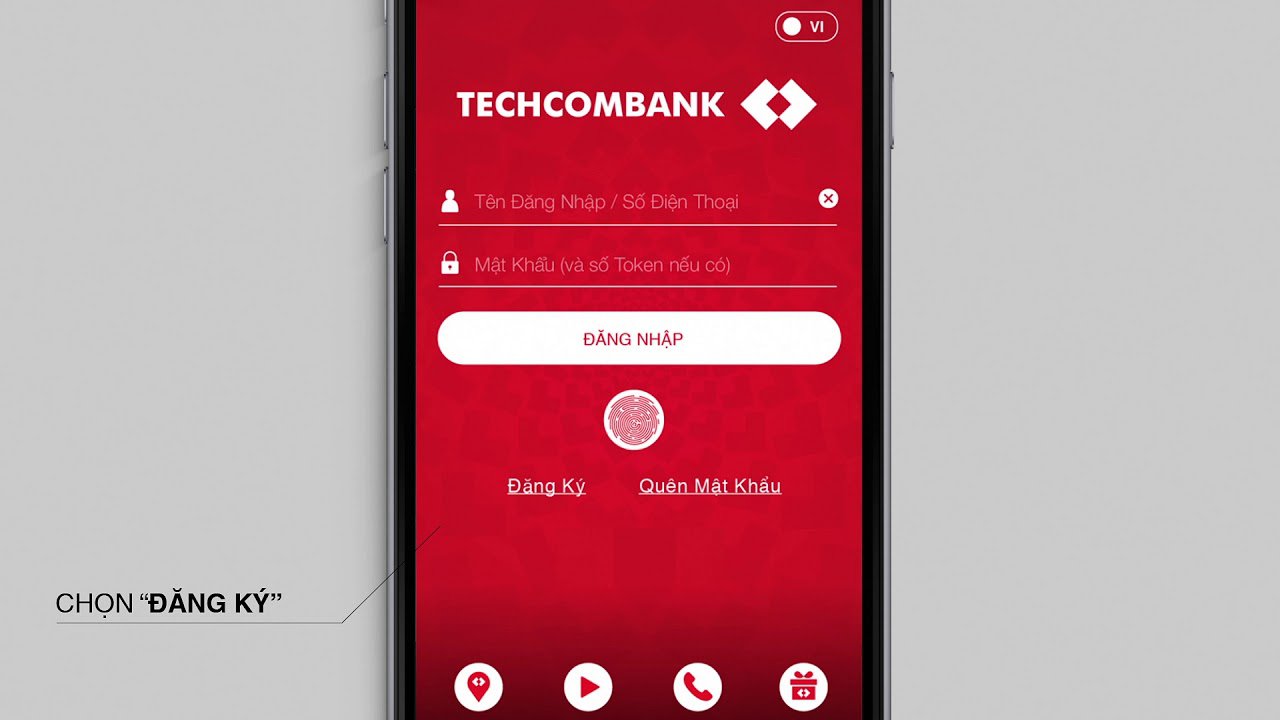 VI
TECHCOMBANK
Tên Đăng Nhập / Số Điện Thoại
Mật Khẩu (và số Token nếu có)
ĐĂNG NHẬP
Đăng Ký Quên Mật Khẩu
CHỌN “ĐĂNG KÝ”